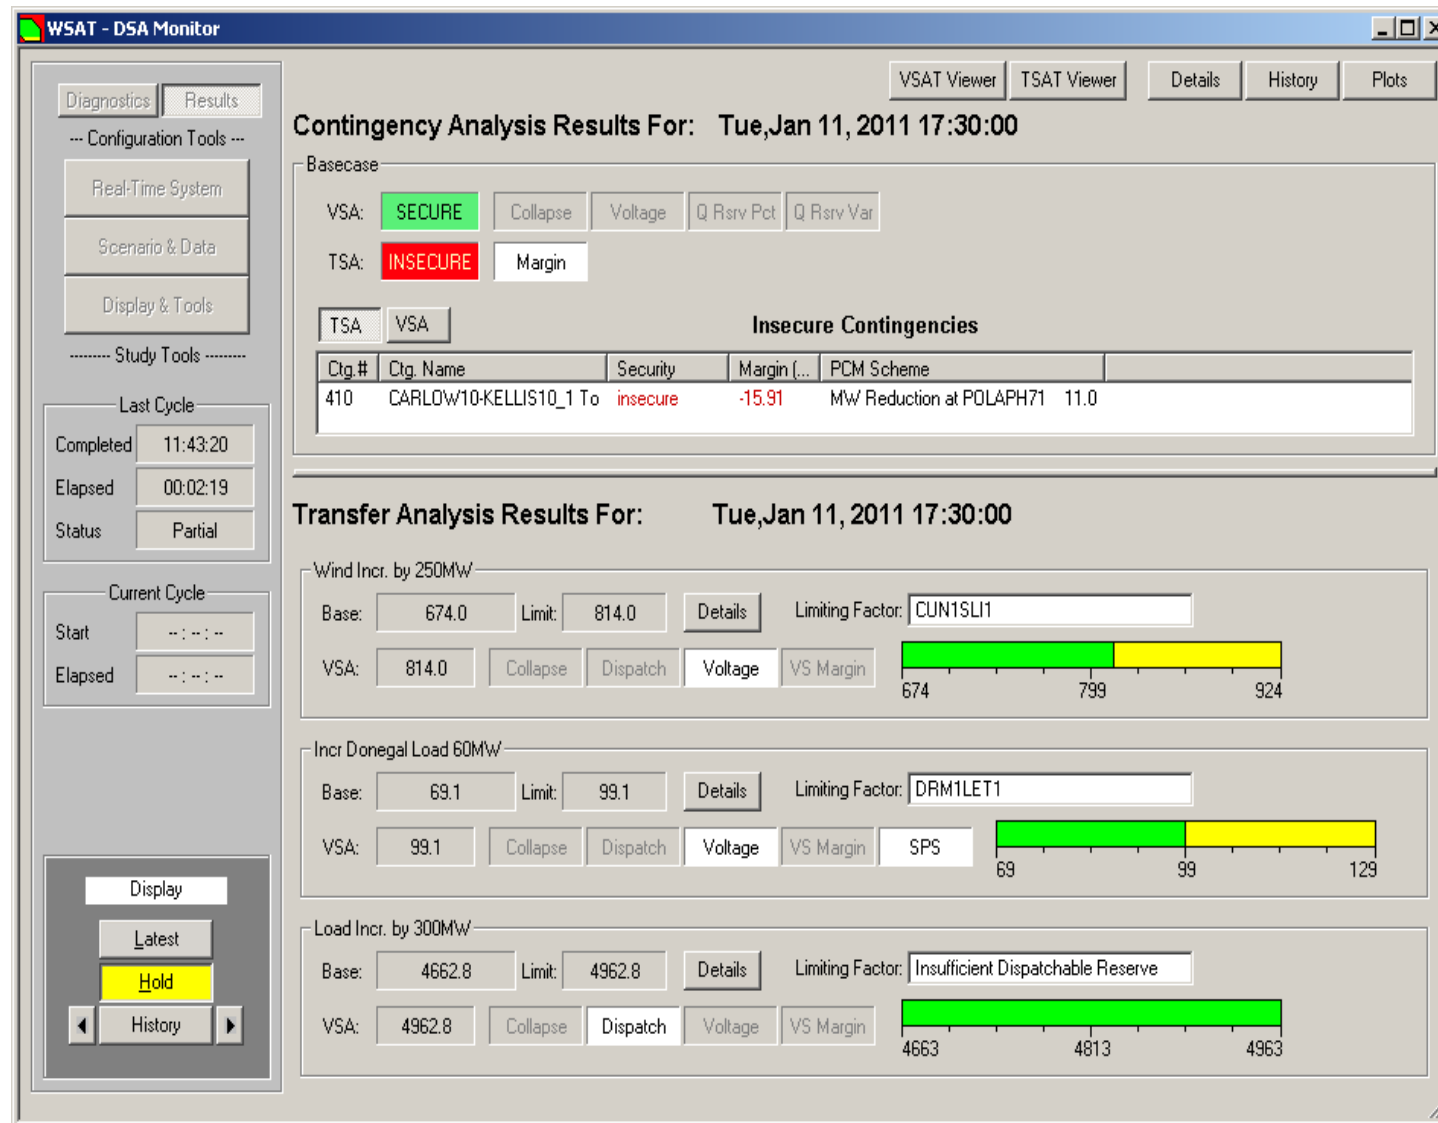 WSAT - DSA Monitor
VSAT Viewer TSAT Viewer Details History Plots
Diagnostics Results
--- Configuration Tools ---
Real-Time System
Scenario & Data
Display & Tools
--------- Study Tools ---------
Last Cycle
Completed 11:43:20
Elapsed 00:02:19
Status Partial
Current Cycle
Start -- : -- : --
Elapsed -- : -- : --
Display
Latest
Hold
History
Contingency Analysis Results For: Tue,Jan 11, 2011 17:30:00
Basecase
VSA: SECURE Collapse Voltage Q Rsrv Pct Q Rsrv Var
TSA: INSECURE Margin
TSA VSA Insecure Contingencies
Ctg.# Ctg. Name Security Margin (... PCM Scheme
410 CARLOW10-KELLIS10_1 To insecure -15.91 MW Reduction at POLAPH71 11.0
Transfer Analysis Results For: Tue,Jan 11, 2011 17:30:00
Wind Incr. by 250MW
Base: 674.0 Limit: 814.0 Details Limiting Factor: CUN1SLI1
VSA: 814.0 Collapse Dispatch Voltage VS Margin
674 799 924
Incr Donegal Load 60MW
Base: 69.1 Limit: 99.1 Details Limiting Factor: DRM1LET1
VSA: 99.1 Collapse Dispatch Voltage VS Margin SPS
69 99 129
Load Incr. by 300MW
Base: 4662.8 Limit: 4962.8 Details Limiting Factor: Insufficient Dispatchable Reserve
VSA: 4962.8 Collapse Dispatch Voltage VS Margin
4663 4813 4963